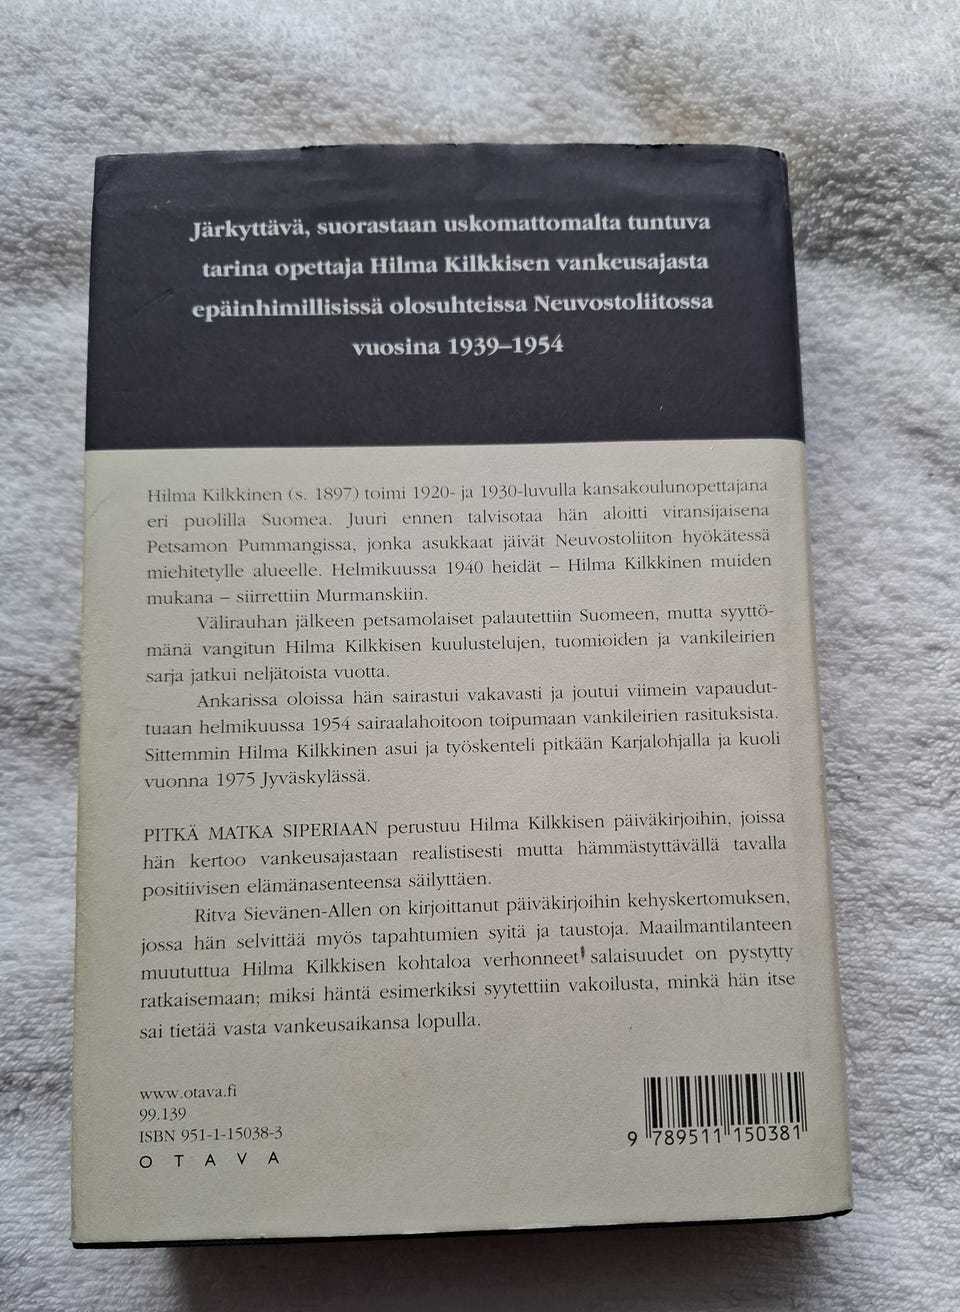 Järkyttävä, suorastaan uskomattomalta tuntuva
tarina opettaja Hilma Kilkkisen vankeusajasta
epäinhimillisissä olosuhteissa Neuvostoliitossa
vuosina 1939–1954
Hilma Kilkkinen (s. 1897) toimi 1920- ja 1930-luvulla kansakoulunopettajana
eri puolilla Suomea. Juuri ennen talvisotaa hän aloitti viransijaisena
Petsamon Pummangissa, jonka asukkaat jäivät Neuvostoliiton hyökätessä
miehitetylle alueelle. Helmikuussa 1940 heidät – Hilma Kilkkinen muiden
mukana – siirrettiin Murmanskiin.
Välirauhan jälkeen petsamolaiset palautettiin Suomeen, mutta syyttö-
mänä vangitun Hilma Kilkkisen kuulustelujen, tuomioiden ja vankileirien
sarja jatkui neljätoista vuotta.
Ankarissa oloissa hän sairastui vakavasti ja joutui viimein vapaudut-
tuaan helmikuussa 1954 sairaalahoitoon toipumaan vankileirien rasituksista.
Sittemmin Hilma Kilkkinen asui ja työskenteli pitkään Karjalohjalla ja kuoli
vuonna 1975 Jyväskylässä.
PITKÄ MATKA SIPERIAAN perustuu Hilma Kilkkisen päiväkirjoihin, joissa
hän kertoo vankeusajastaan realistisesti mutta hämmästyttävällä tavalla
positiivisen elämänasenteensa säilyttäen.
Ritva Sievänen-Allen on kirjoittanut päiväkirjoihin kehyskertomuksen,
jossa hän selvittää myös tapahtumien syitä ja taustoja. Maailmantilanteen
muututtua Hilma Kilkkisen kohtaloa verhonneet salaisuudet on pystytty
ratkaisemaan; miksi häntä esimerkiksi syytettiin vakoilusta, minkä hän itse
sai tietää vasta vankeusaikansa lopulla.
www.otava.fi
99.139
ISBN 951-1-15038-3
OTAVA
9 789511 150381